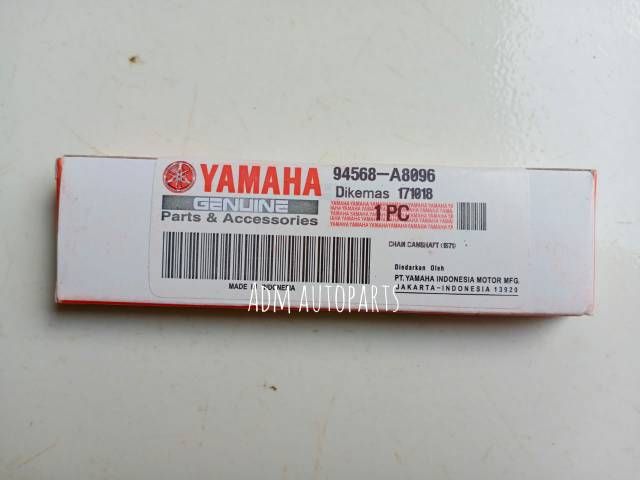 YAMAHA
GENUINE
Parts & Accessories
94568-A8096
Dikemas 171018
1 PC
CHAIN CAMSHAFT (1S7)
Diedarkan Oleh
PT. YAMAHA INDONESIA MOTOR MFG.
JAKARTA-INDONESIA 13920
MADE IN INDONESIA
ADM AUTOPARTS